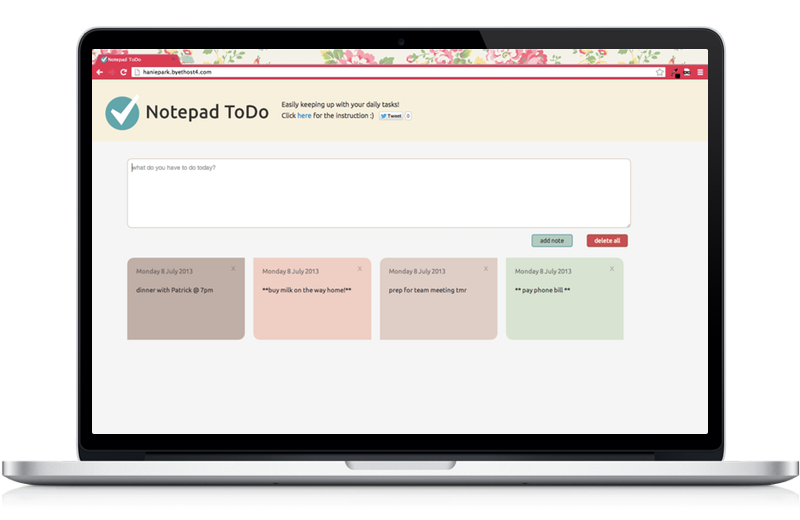 Notepad ToDo
haniepark.byethost4.com
Notepad ToDo
Easily keeping up with your daily tasks!
Click here for the instruction :)
Tweet 0
what do you have to do today?
add note
delete all
Monday 8 July 2013 X
dinner with Patrick @ 7pm
Monday 8 July 2013 X
**buy milk on the way home!**
Monday 8 July 2013 X
prep for team meeting tmr
Monday 8 July 2013 X
** pay phone bill **